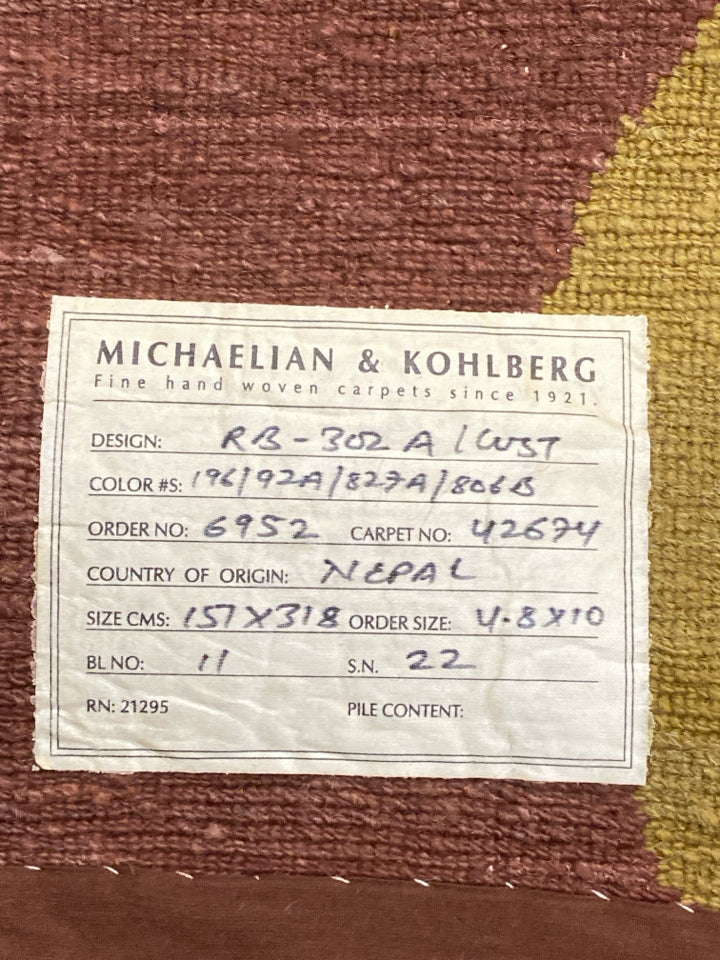 MICHAELIAN & KOHLBERG
Fine hand woven carpets since 1921.
DESIGN: RB-302 A / CUST
COLOR #S: 196/92A/827A/806B
ORDER NO: 6952 CARPET NO: 42674
COUNTRY OF ORIGIN: NEPAL
SIZE CMS: 157X318 ORDER SIZE: 4.8X10
BL NO: 11 S.N. 22
RN: 21295 PILE CONTENT: